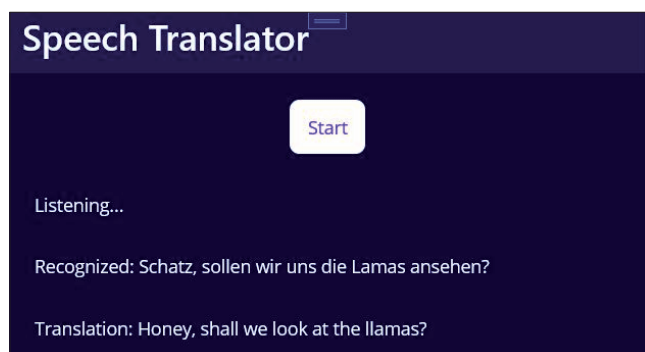 Speech Translator
Start
Listening...
Recognized: Schatz, sollen wir uns die Lamas ansehen?
Translation: Honey, shall we look at the llamas?